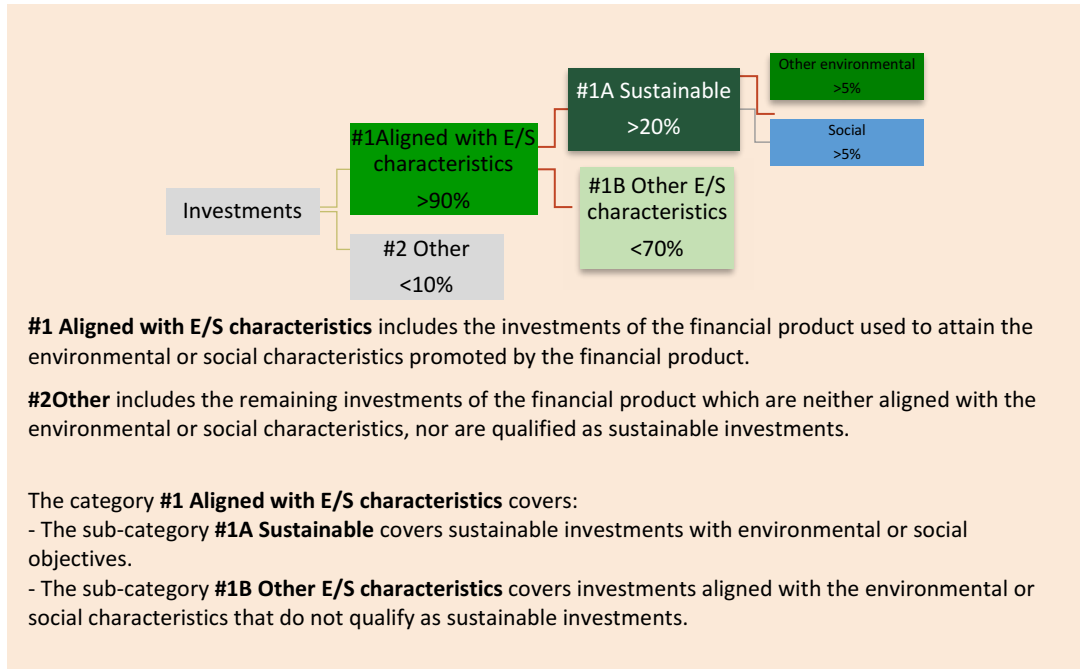 Other environmental
>5%
#1A Sustainable
>20%
Social
>5%
#1Aligned with E/S
characteristics
>90%
#1B Other E/S
characteristics
<70%
Investments
#2 Other
<10%
#1 Aligned with E/S characteristics includes the investments of the financial product used to attain the
environmental or social characteristics promoted by the financial product.
#2Other includes the remaining investments of the financial product which are neither aligned with the
environmental or social characteristics, nor are qualified as sustainable investments.
The category #1 Aligned with E/S characteristics covers:
- The sub-category #1A Sustainable covers sustainable investments with environmental or social
objectives.
- The sub-category #1B Other E/S characteristics covers investments aligned with the environmental or
social characteristics that do not qualify as sustainable investments.